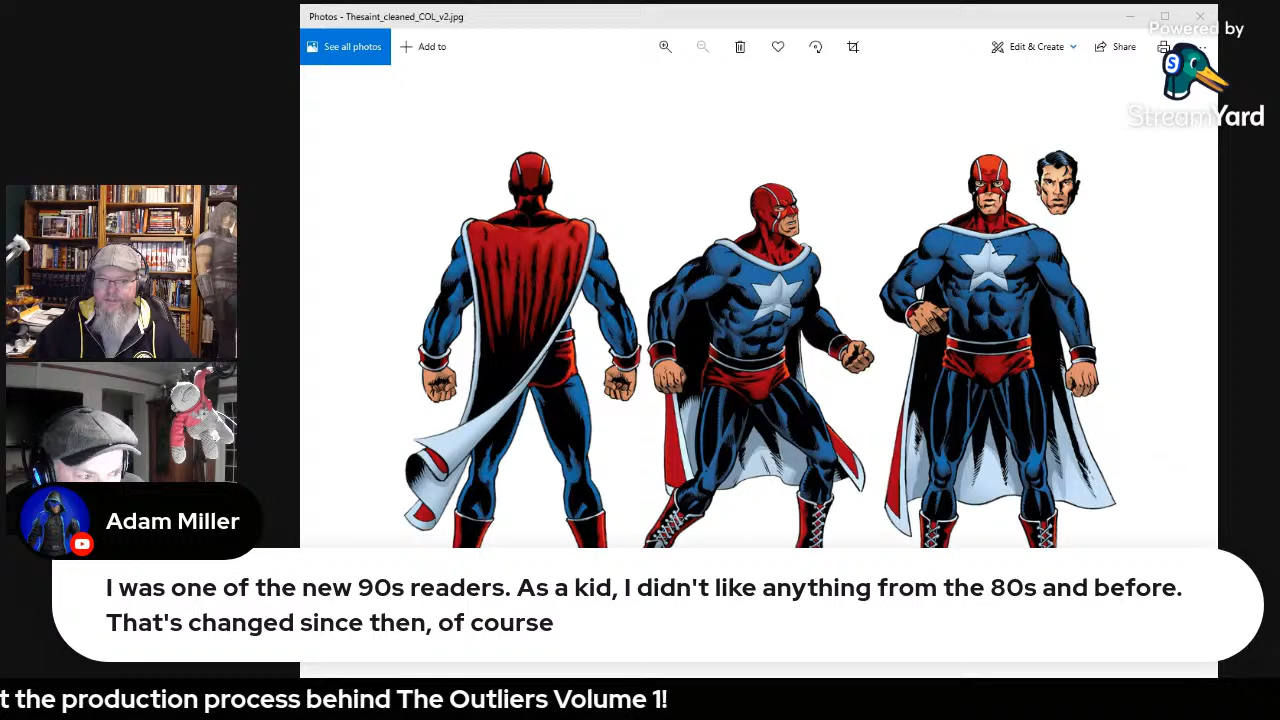 Photos - Thesaint_cleaned_COL_v2.jpg
See all photos
Add to
Edit & Create
Share
Powered by
StreamYard
Adam Miller
I was one of the new 90s readers. As a kid, I didn't like anything from the 80s and before.
That's changed since then, of course
t the production process behind The Outliers Volume 1!